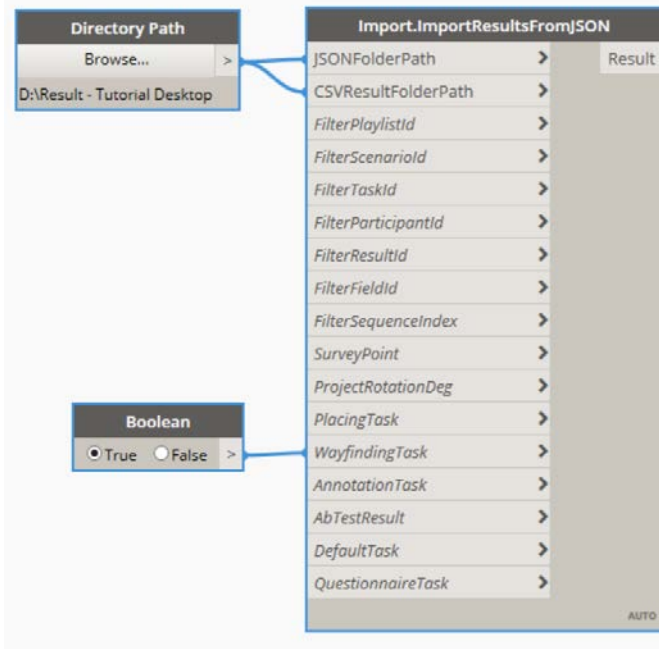 Directory Path
Browse... >
D:\Result - Tutorial Desktop
Import.ImportResultsFromJSON
JSONFolderPath > Result
CSVResultFolderPath >
FilterPlaylistId >
FilterScenarioId >
FilterTaskId >
FilterParticipantId >
FilterResultId >
FilterFieldId >
FilterSequenceIndex >
SurveyPoint >
ProjectRotationDeg >
PlacingTask >
Boolean
True False >
WayfindingTask >
AnnotationTask >
AbTestResult >
DefaultTask >
QuestionnaireTask >
AUTO